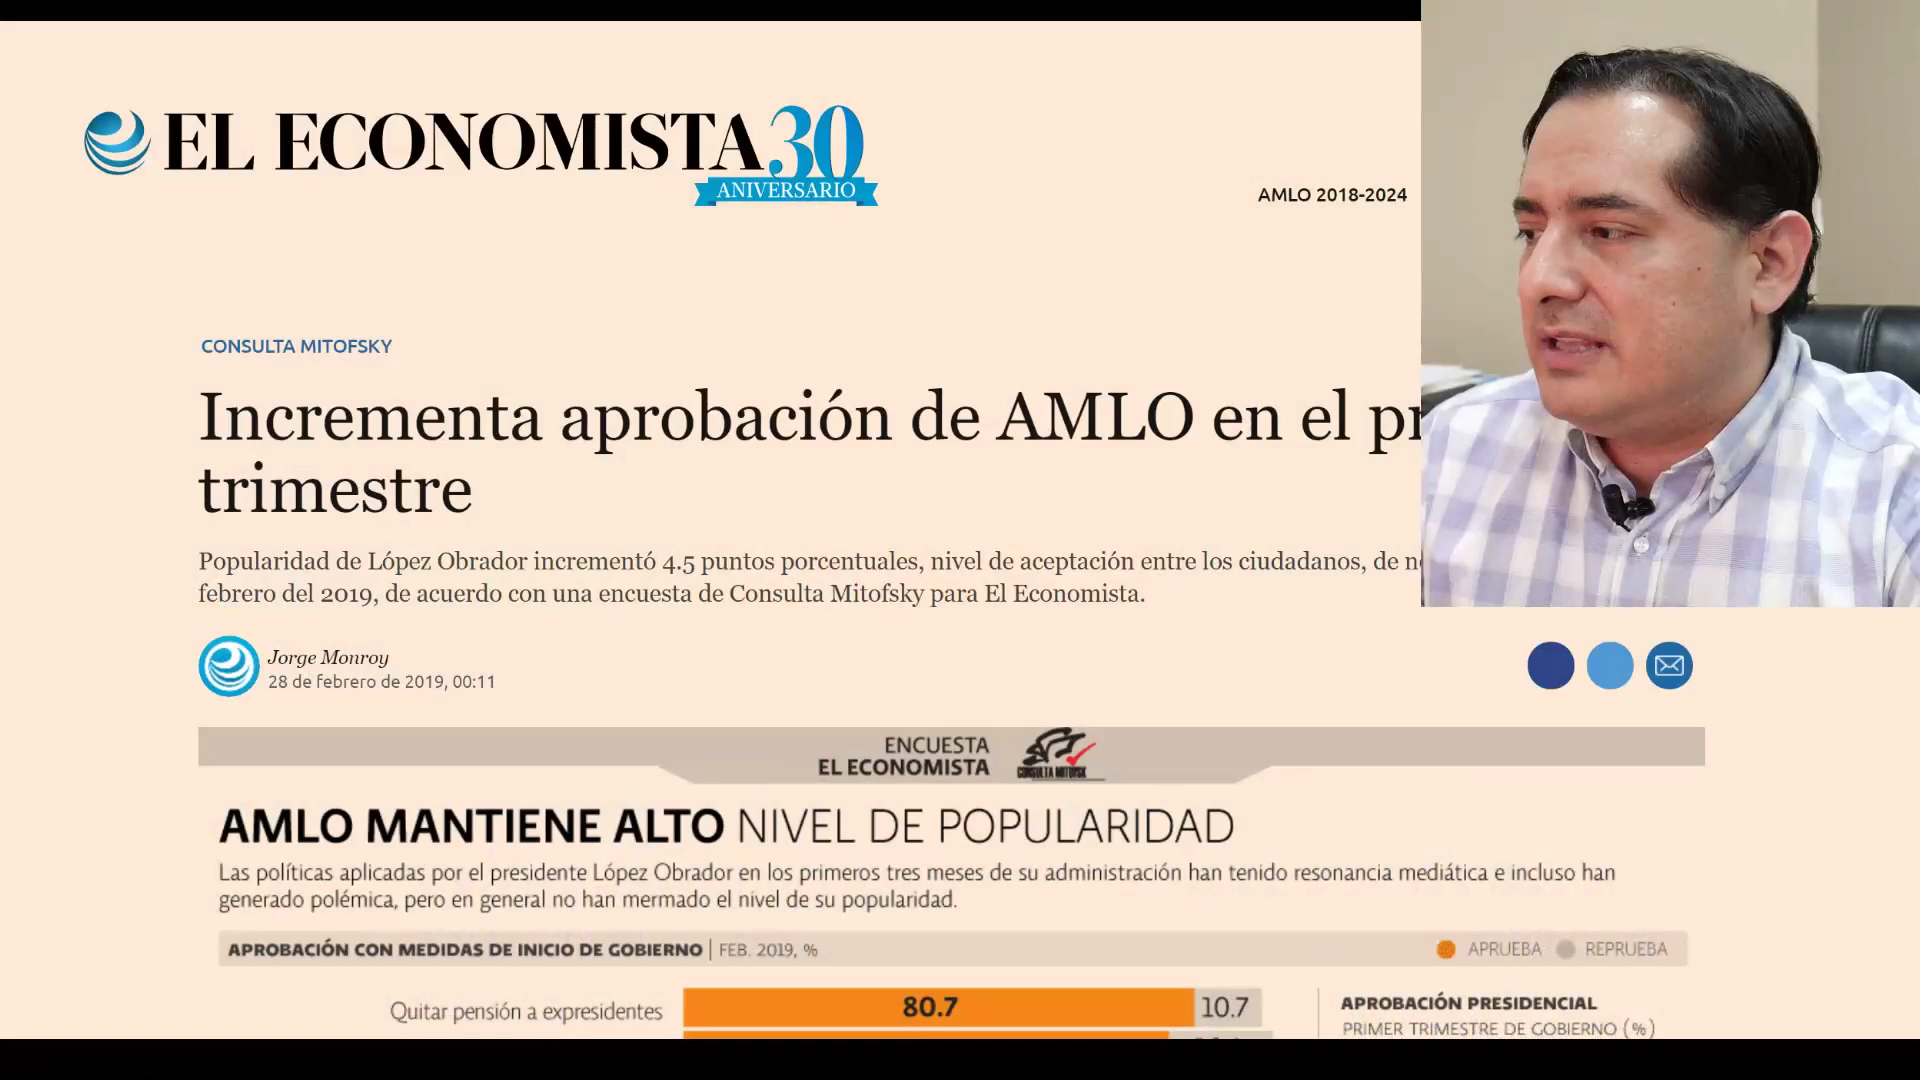 EL ECONOMISTA 30
ANIVERSARIO
AMLO 2018-2024
CONSULTA MITOFSKY
Incrementa aprobación de AMLO en el
trimestre
Popularidad de López Obrador incrementó 4.5 puntos porcentuales, nivel de aceptación entre los ciudadanos, de
febrero del 2019, de acuerdo con una encuesta de Consulta Mitofsky para El Economista.
Jorge Monroy
28 de febrero de 2019, 00:11
ENCUESTA
EL ECONOMISTA
CONSULTA MITOFSKY
AMLO MANTIENE ALTO NIVEL DE POPULARIDAD
Las políticas aplicadas por el presidente López Obrador en los primeros tres meses de su administración han tenido resonancia mediática e incluso han
generado polémica, pero en general no han mermado el nivel de su popularidad.
APROBACIÓN CON MEDIDAS DE INICIO DE GOBIERNO | FEB. 2019, %
APRUEBA REPRUEBA
Quitar pensión a expresidentes 80.7 10.7
APROBACIÓN PRESIDENCIAL
PRIMER TRIMESTRE DE GOBIERNO (%)